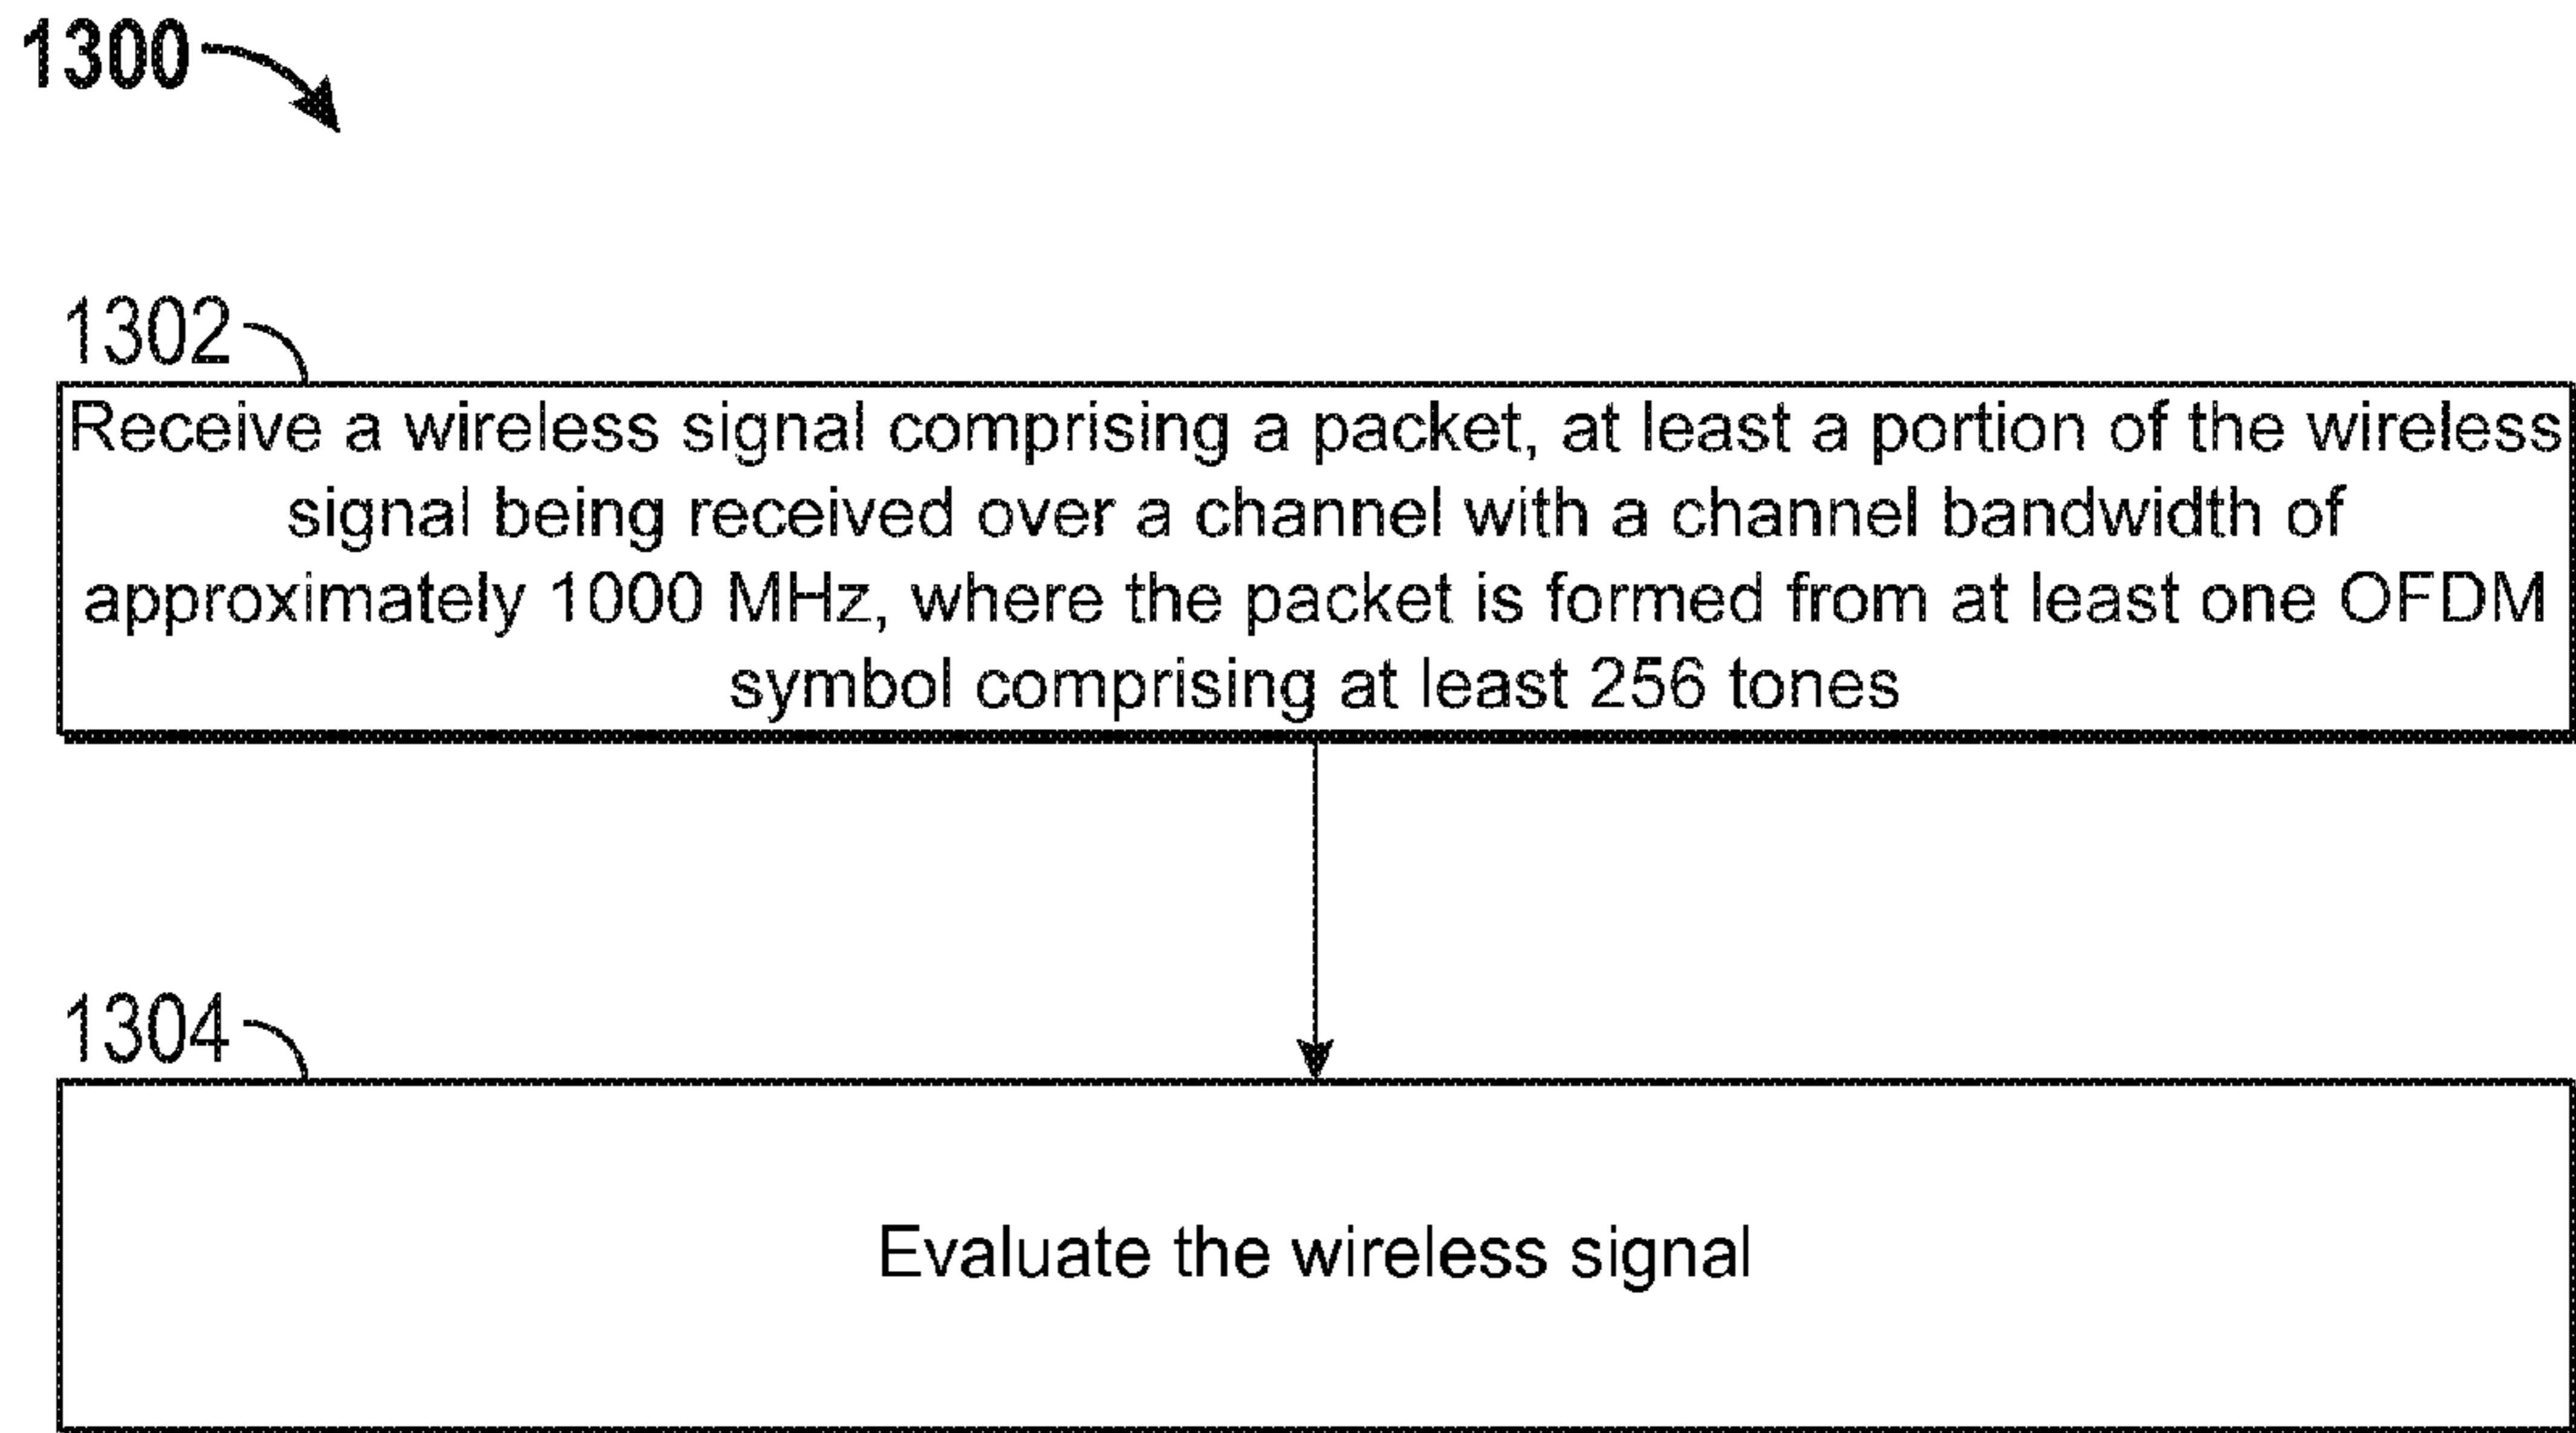 1300
1302
Receive a wireless signal comprising a packet, at least a portion of the wireless
signal being received over a channel with a channel bandwidth of
approximately 1000 MHz, where the packet is formed from at least one OFDM
symbol comprising at least 256 tones
1304
Evaluate the wireless signal